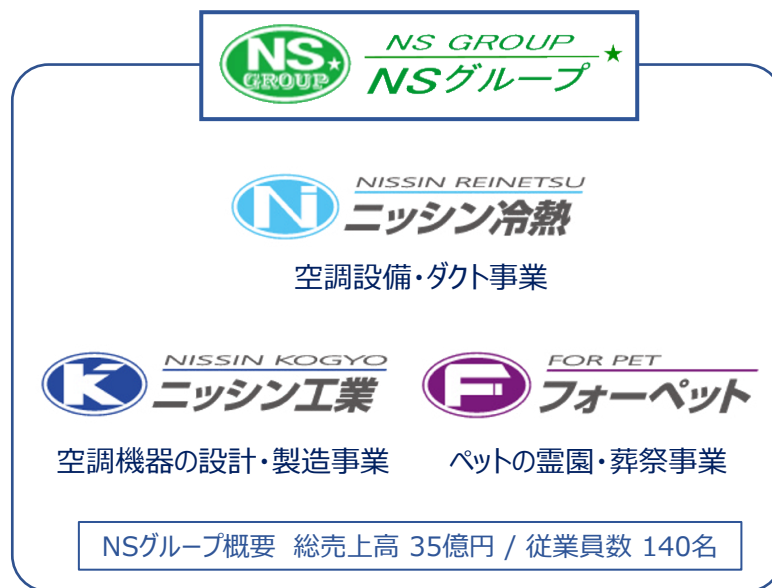 NS
GROUP
NS GROUP
NSグループ
Ni
NISSIN REINETSU
ニッシン冷熱
空調設備・ダクト事業
K
NISSIN KOGYO
ニッシン工業
空調機器の設計・製造事業
F
FOR PET
フォーペット
ペットの霊園・葬祭事業
NSグループ概要 総売上高 35億円 / 従業員数 140名